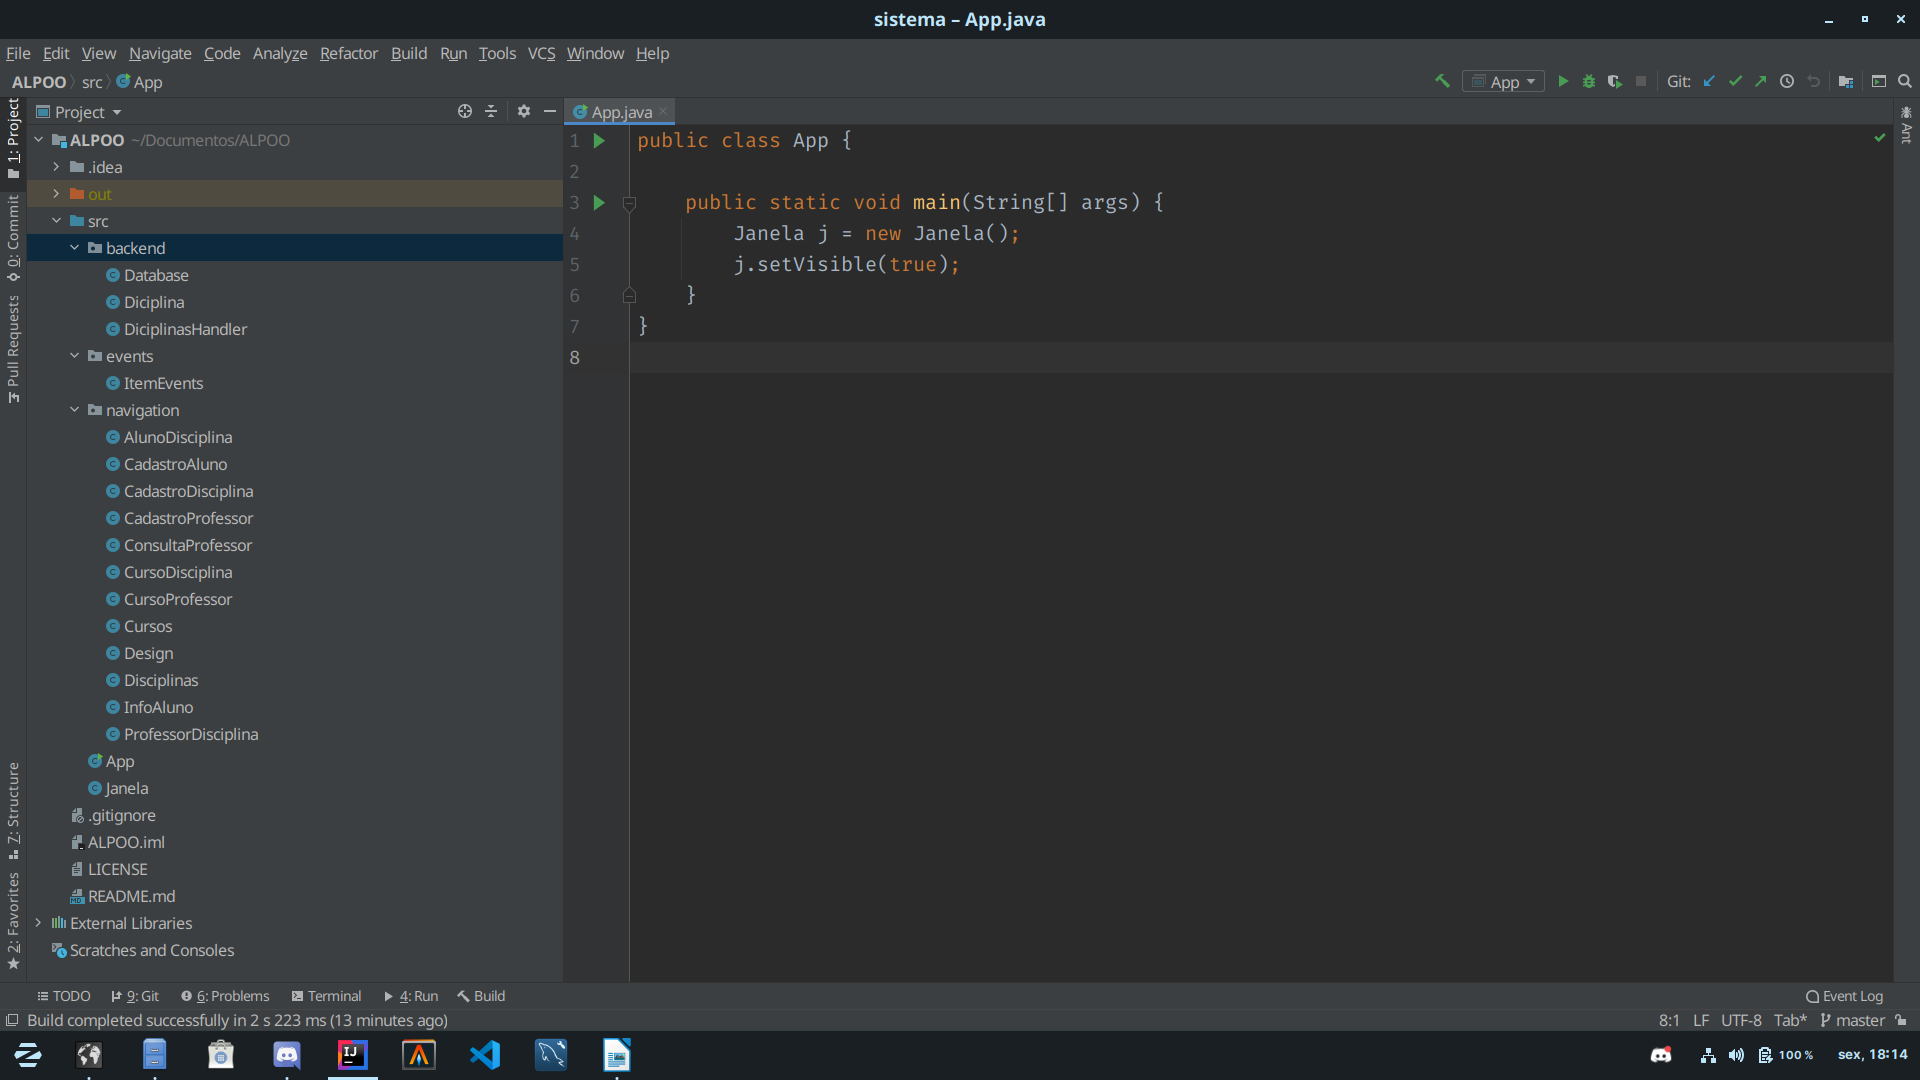 sistema – App.java
File Edit View Navigate Code Analyze Refactor Build Run Tools VCS Window Help
ALPOO src App
App Git:
1: Project
0: Commit
Pull Requests
7: Structure
2: Favorites
Project
ALPOO ~/Documentos/ALPOO
.idea
out
src
backend
Database
Diciplina
DiciplinasHandler
events
ItemEvents
navigation
AlunoDisciplina
CadastroAluno
CadastroDisciplina
CadastroProfessor
ConsultaProfessor
CursoDisciplina
CursoProfessor
Cursos
Design
Disciplinas
InfoAluno
ProfessorDisciplina
App
Janela
.gitignore
ALPOO.iml
LICENSE
README.md
External Libraries
Scratches and Consoles
App.java
1 public class App {
2
3 public static void main(String[] args) {
4 Janela j = new Janela();
5 j.setVisible(true);
6 }
7 }
8
Ant
TODO 9: Git 6: Problems Terminal 4: Run Build Event Log
Build completed successfully in 2 s 223 ms (13 minutes ago) 8:1 LF UTF-8 Tab* master
IJ 100 % sex, 18:14